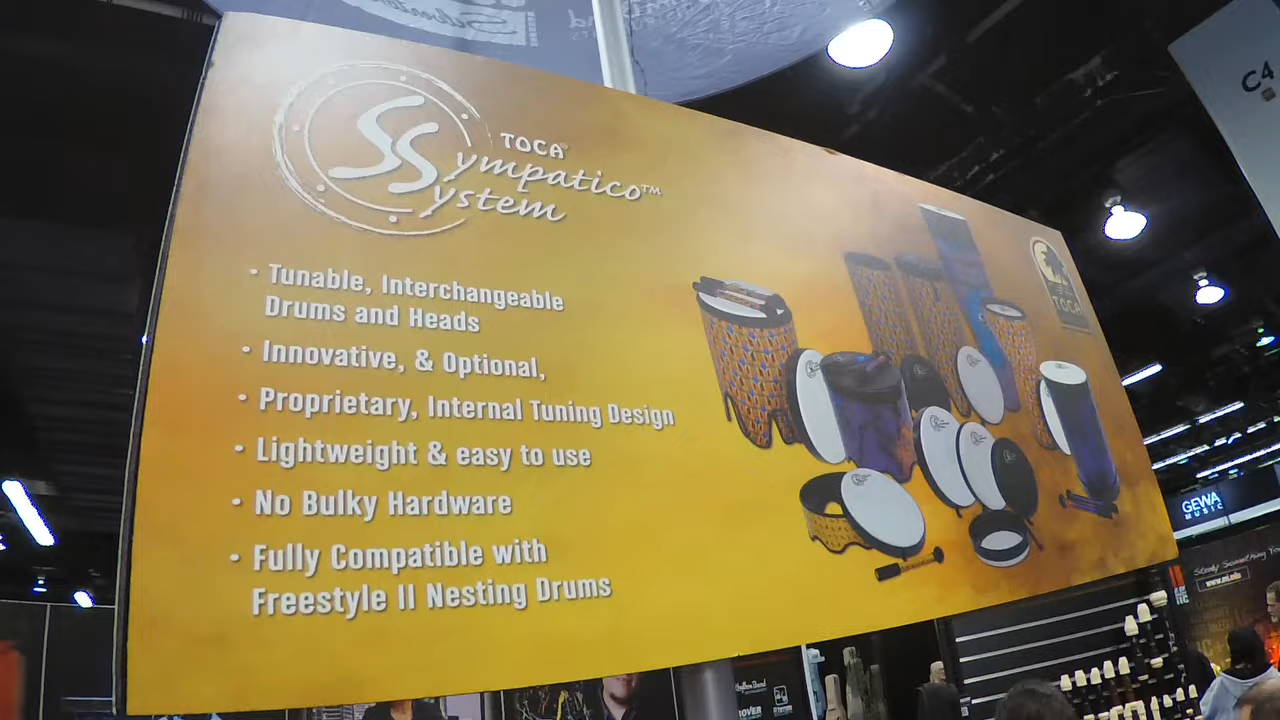 TOCA®
SS
Sympatico™
System
· Tunable, Interchangeable
Drums and Heads
· Innovative, & Optional,
· Proprietary, Internal Tuning Design
· Lightweight & easy to use
· No Bulky Hardware
· Fully Compatible with
Freestyle II Nesting Drums
TOCA
C4
GEWA
MUSIC